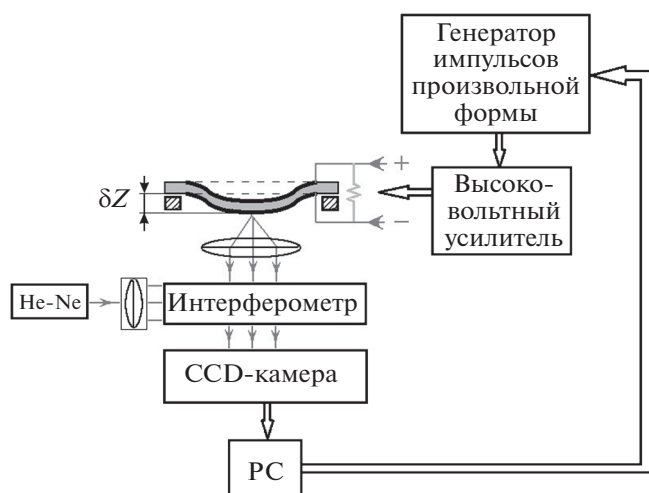 Генератор
импульсов
произвольной
формы
+
δZ
−
Высоко-
вольтный
усилитель
He-Ne
Интерферометр
CCD-камера
PC